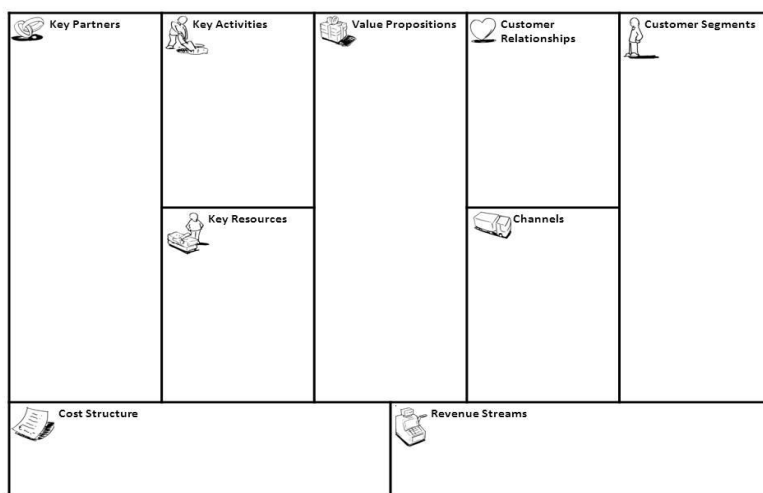 Key Partners
Key Activities
Value Propositions
Customer
Relationships
Customer Segments
Key Resources
Channels
Cost Structure
Revenue Streams